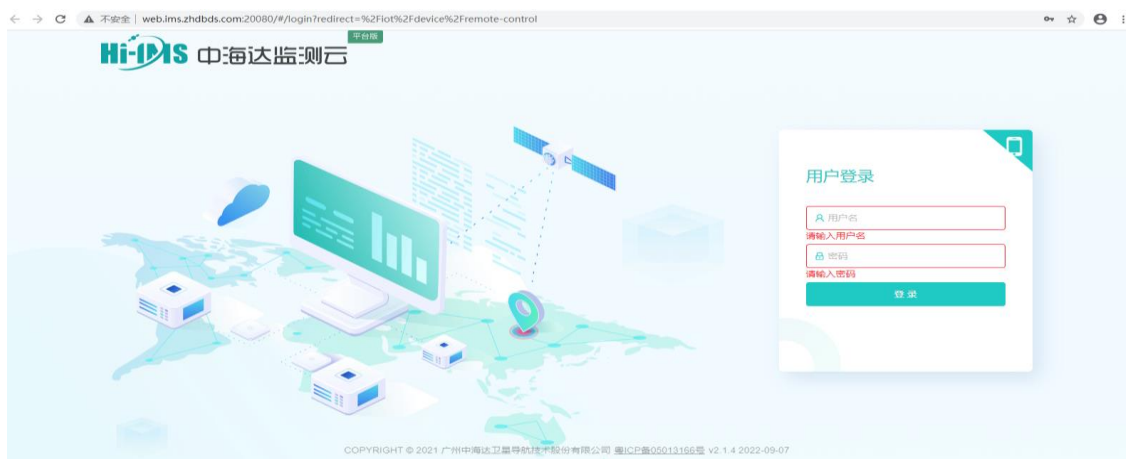 不安全 | web.ims.zhdbds.com:20080/#/login?redirect=%2Fiot%2Fdevice%2Fremote-control
Hi-IMS 中海达监测云 平台版
用户登录
用户名
请输入用户名
密码
请输入密码
登 录
COPYRIGHT © 2021 广州中海达卫星导航技术股份有限公司 粤ICP备05013166号 v2.1.4 2022-09-07